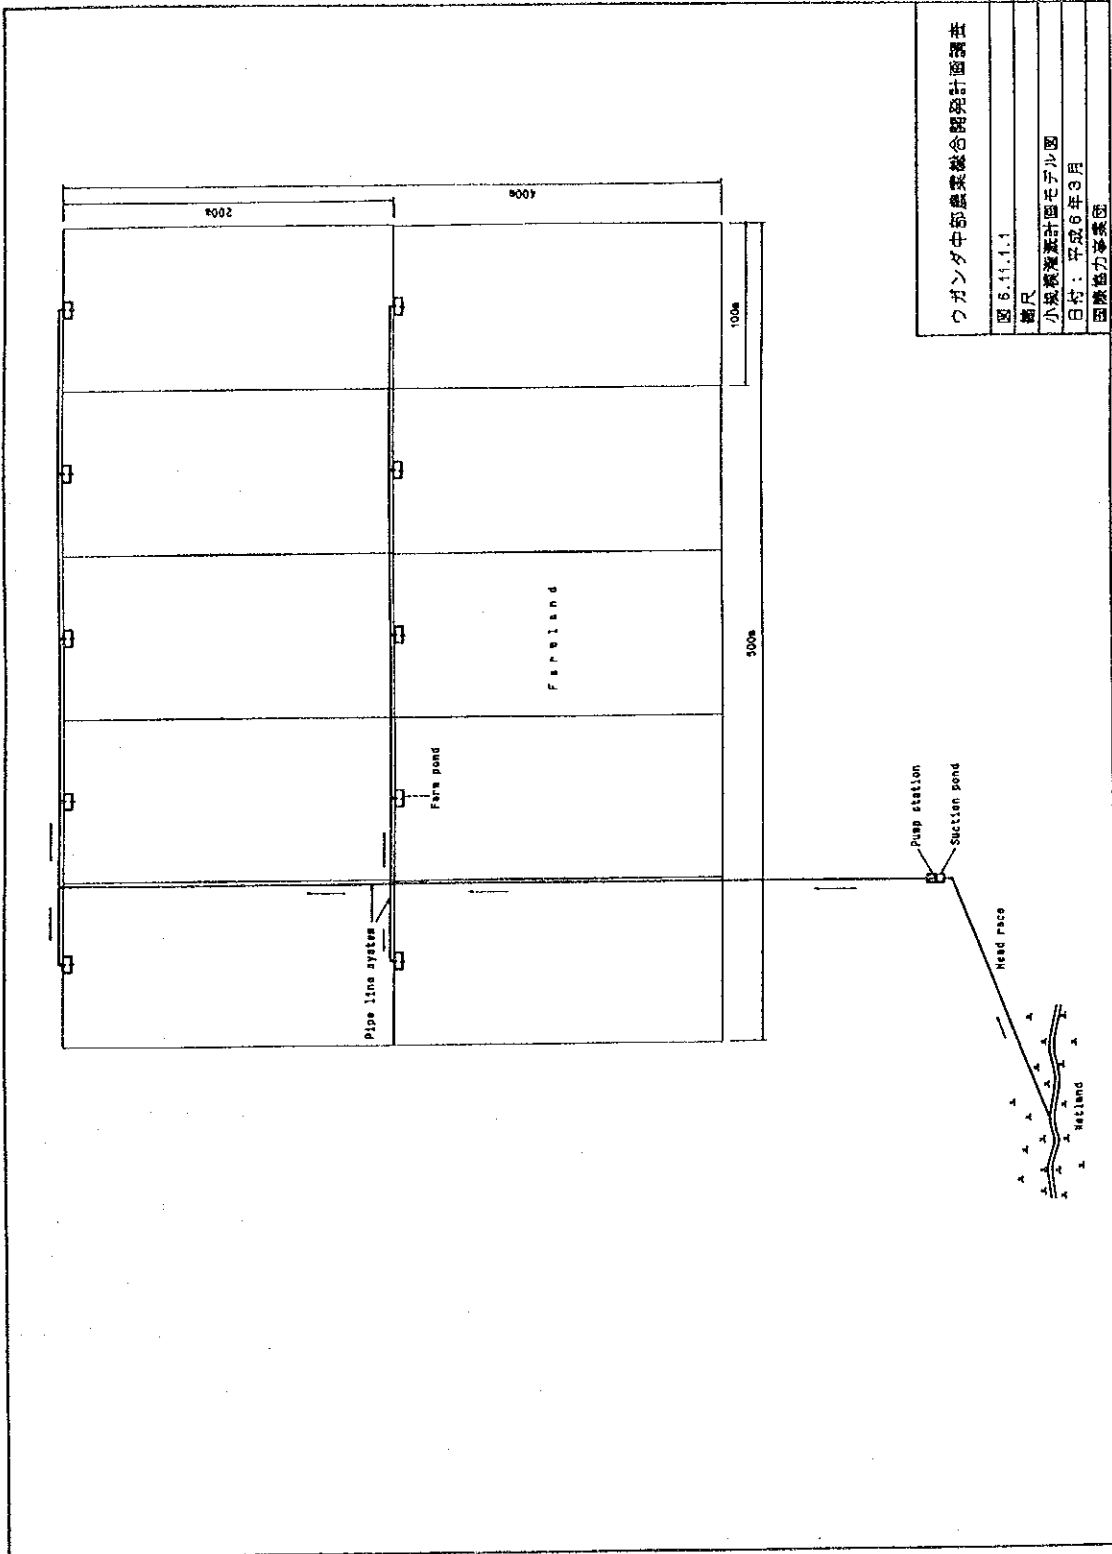 200m
400m
100m
500m
Farmland
Farm pond
Pipe line system
Pump station
Suction pond
Head race
Wetland
ウガンダ中部農業総合開発計画調査
図 6.11.1.1
縮尺
小規模灌漑計画モデル図
日付: 平成6年3月
国際協力事業団